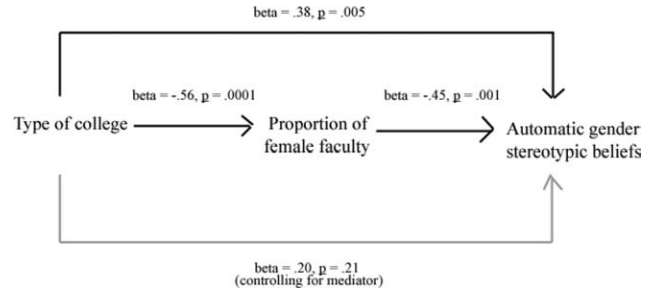 beta = .38, p = .005
beta = -.56, p = .0001
beta = -.45, p = .001
Type of college
Proportion of
female faculty
Automatic gender
stereotypic beliefs
beta = .20, p = .21
(controlling for mediator)